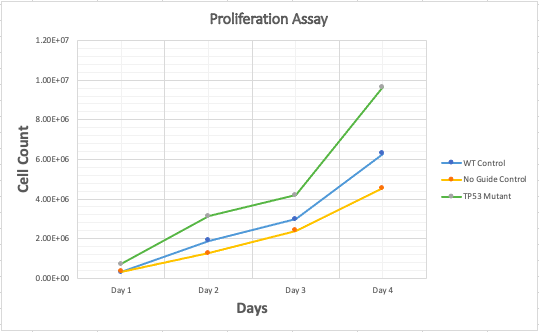 Proliferation Assay
1.20E+07
1.00E+07
8.00E+06
6.00E+06
4.00E+06
2.00E+06
0.00E+00
Cell Count
Day 1 Day 2 Day 3 Day 4
Days
WT Control
No Guide Control
TP53 Mutant